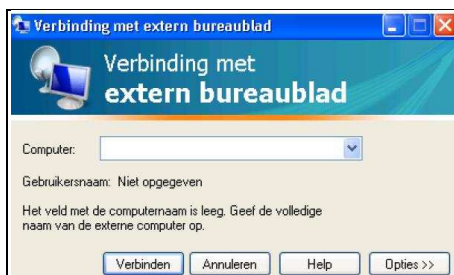 Verbinding met extern bureaublad
Verbinding met
extern bureaublad
Computer:
Gebruikersnaam: Niet opgegeven
Het veld met de computernaam is leeg. Geef de volledige
naam van de externe computer op.
Verbinden Annuleren Help Opties >>